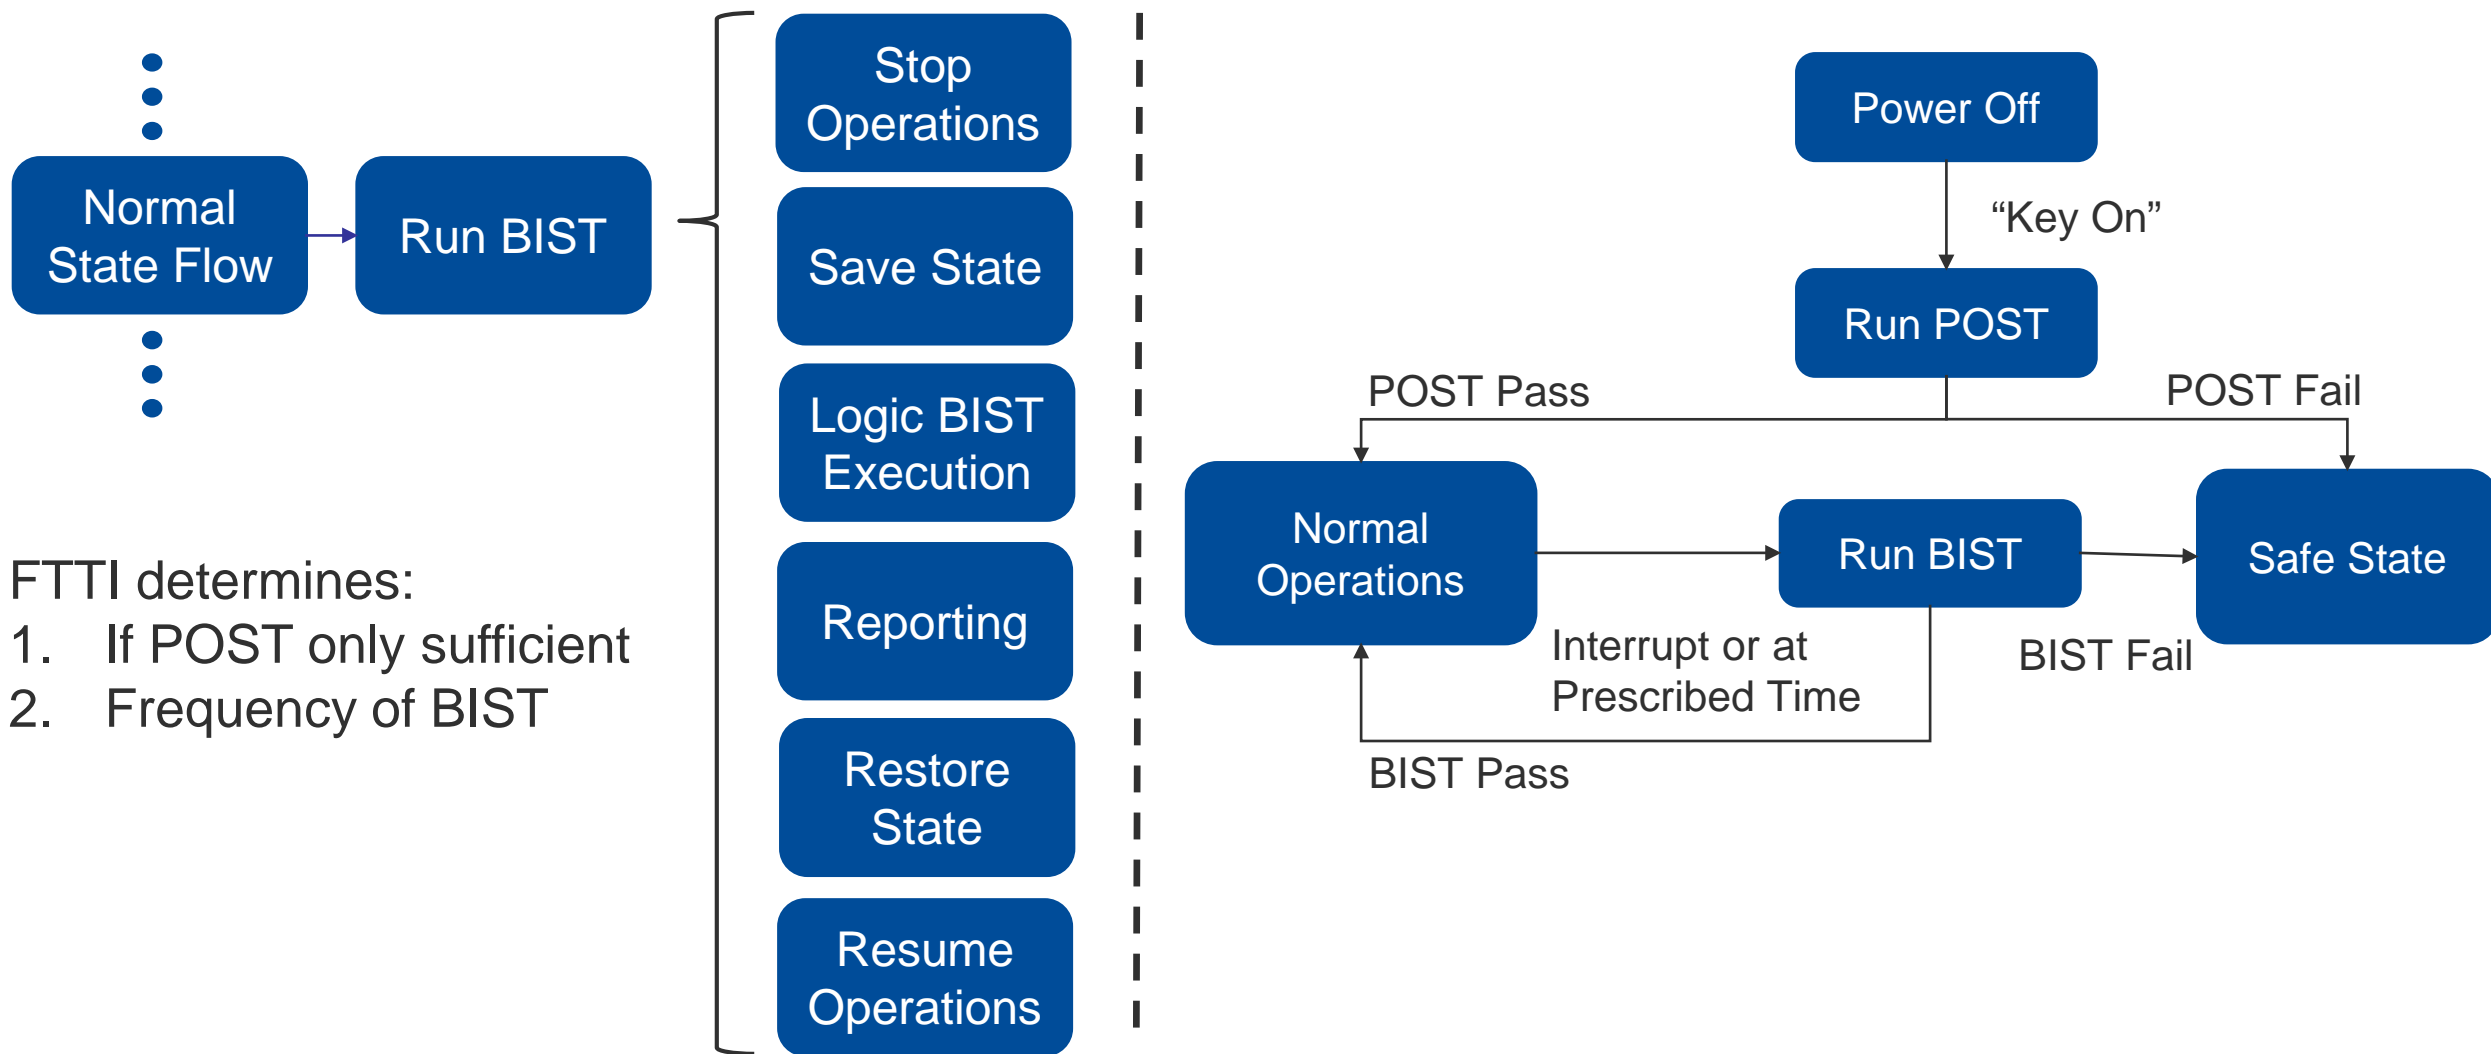 Normal
State Flow
Run BIST
FTTI determines:
1. If POST only sufficient
2. Frequency of BIST
Stop
Operations
Save State
Logic BIST
Execution
Reporting
Restore
State
Resume
Operations
Power Off
“Key On”
Run POST
POST Pass
POST Fail
Normal
Operations
Run BIST
Safe State
Interrupt or at
Prescribed Time
BIST Fail
BIST Pass